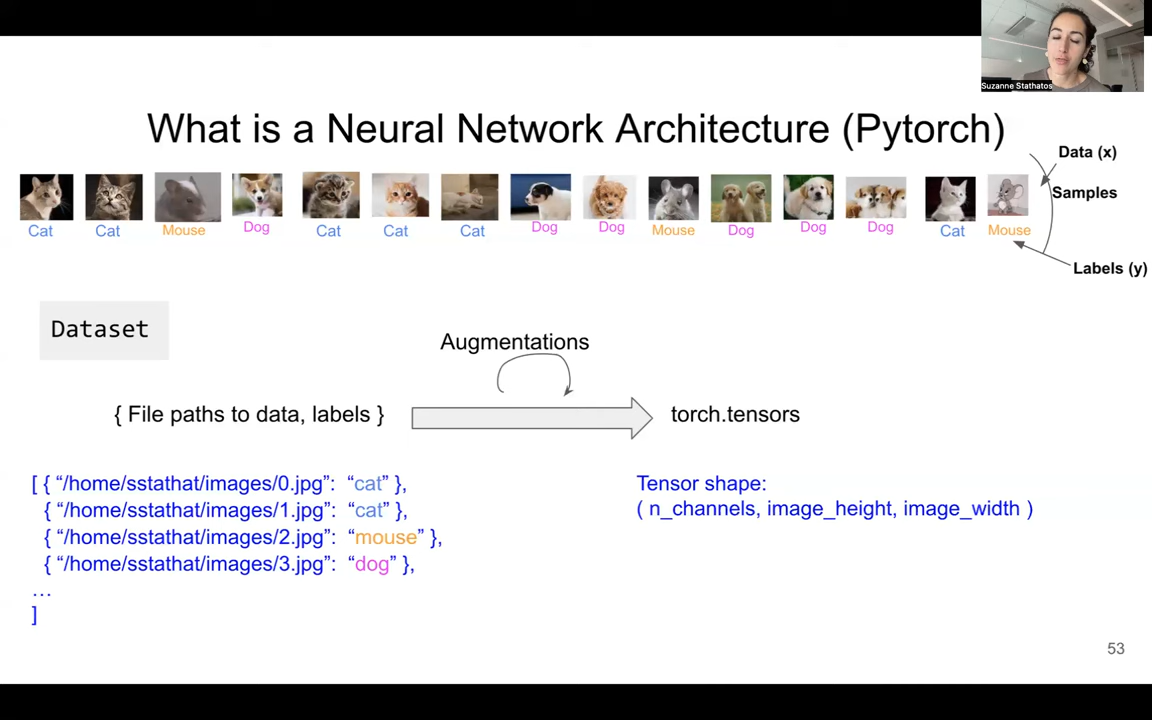 Suzanne Stathatos
What is a Neural Network Architecture (Pytorch)
Data (x)
Samples
Cat Cat Mouse Dog Cat Cat Cat Dog Dog Mouse Dog Dog Dog Cat Mouse
Labels (y)
Dataset
Augmentations
{ File paths to data, labels }
torch.tensors
[ { “/home/sstathat/images/0.jpg”: “cat” },
{ “/home/sstathat/images/1.jpg”: “cat” },
{ “/home/sstathat/images/2.jpg”: “mouse” },
{ “/home/sstathat/images/3.jpg”: “dog” },
…
]
Tensor shape:
( n_channels, image_height, image_width )
53